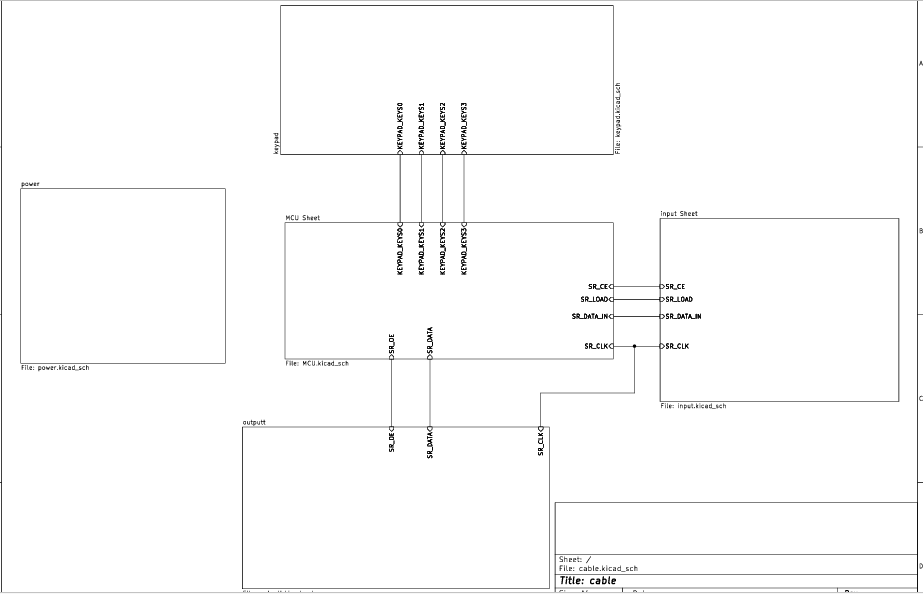 A
KEYPAD_KEYS0
KEYPAD_KEYS1
KEYPAD_KEYS2
KEYPAD_KEYS3
keypad
File: keypad.kicad_sch
power
File: power.kicad_sch
MCU Sheet
KEYPAD_KEYS0
KEYPAD_KEYS1
KEYPAD_KEYS2
KEYPAD_KEYS3
SR_CE
SR_LOAD
SR_DATA_IN
SR_CLK
SR_OE
SR_DATA
File: MCU.kicad_sch
input Sheet
B
SR_CE
SR_LOAD
SR_DATA_IN
SR_CLK
File: input.kicad_sch
C
outputt
SR_OE
SR_DATA
SR_CLK
Sheet: /
File: cable.kicad_sch
D
Title: cable